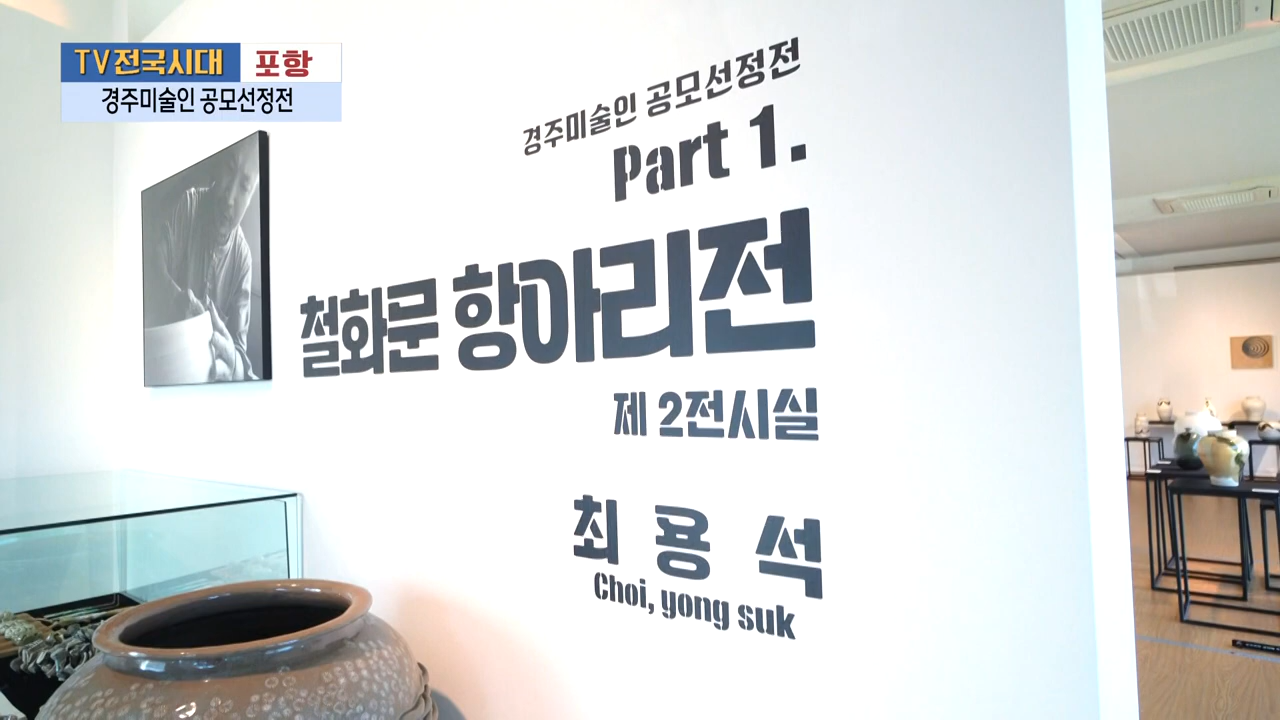 TV전국시대 포항
경주미술인 공모선정전
경주미술인 공모선정전
Part 1.
철화문 항아리전
제 2전시실
최용석
Choi, yong suk